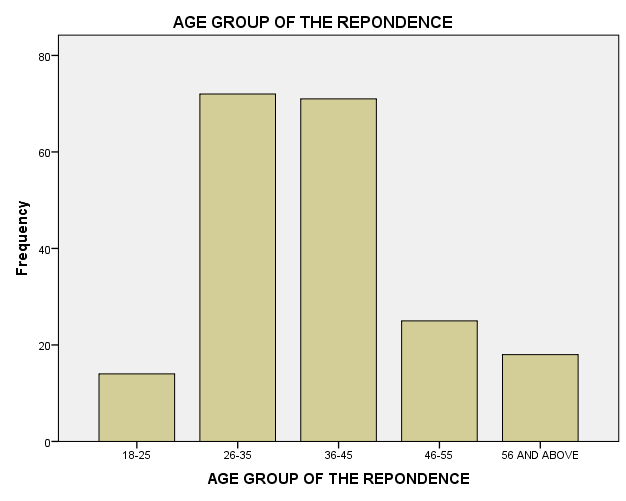 AGE GROUP OF THE REPONDENCE
80
60
40
20
0
Frequency
18-25 26-35 36-45 46-55 56 AND ABOVE
AGE GROUP OF THE REPONDENCE